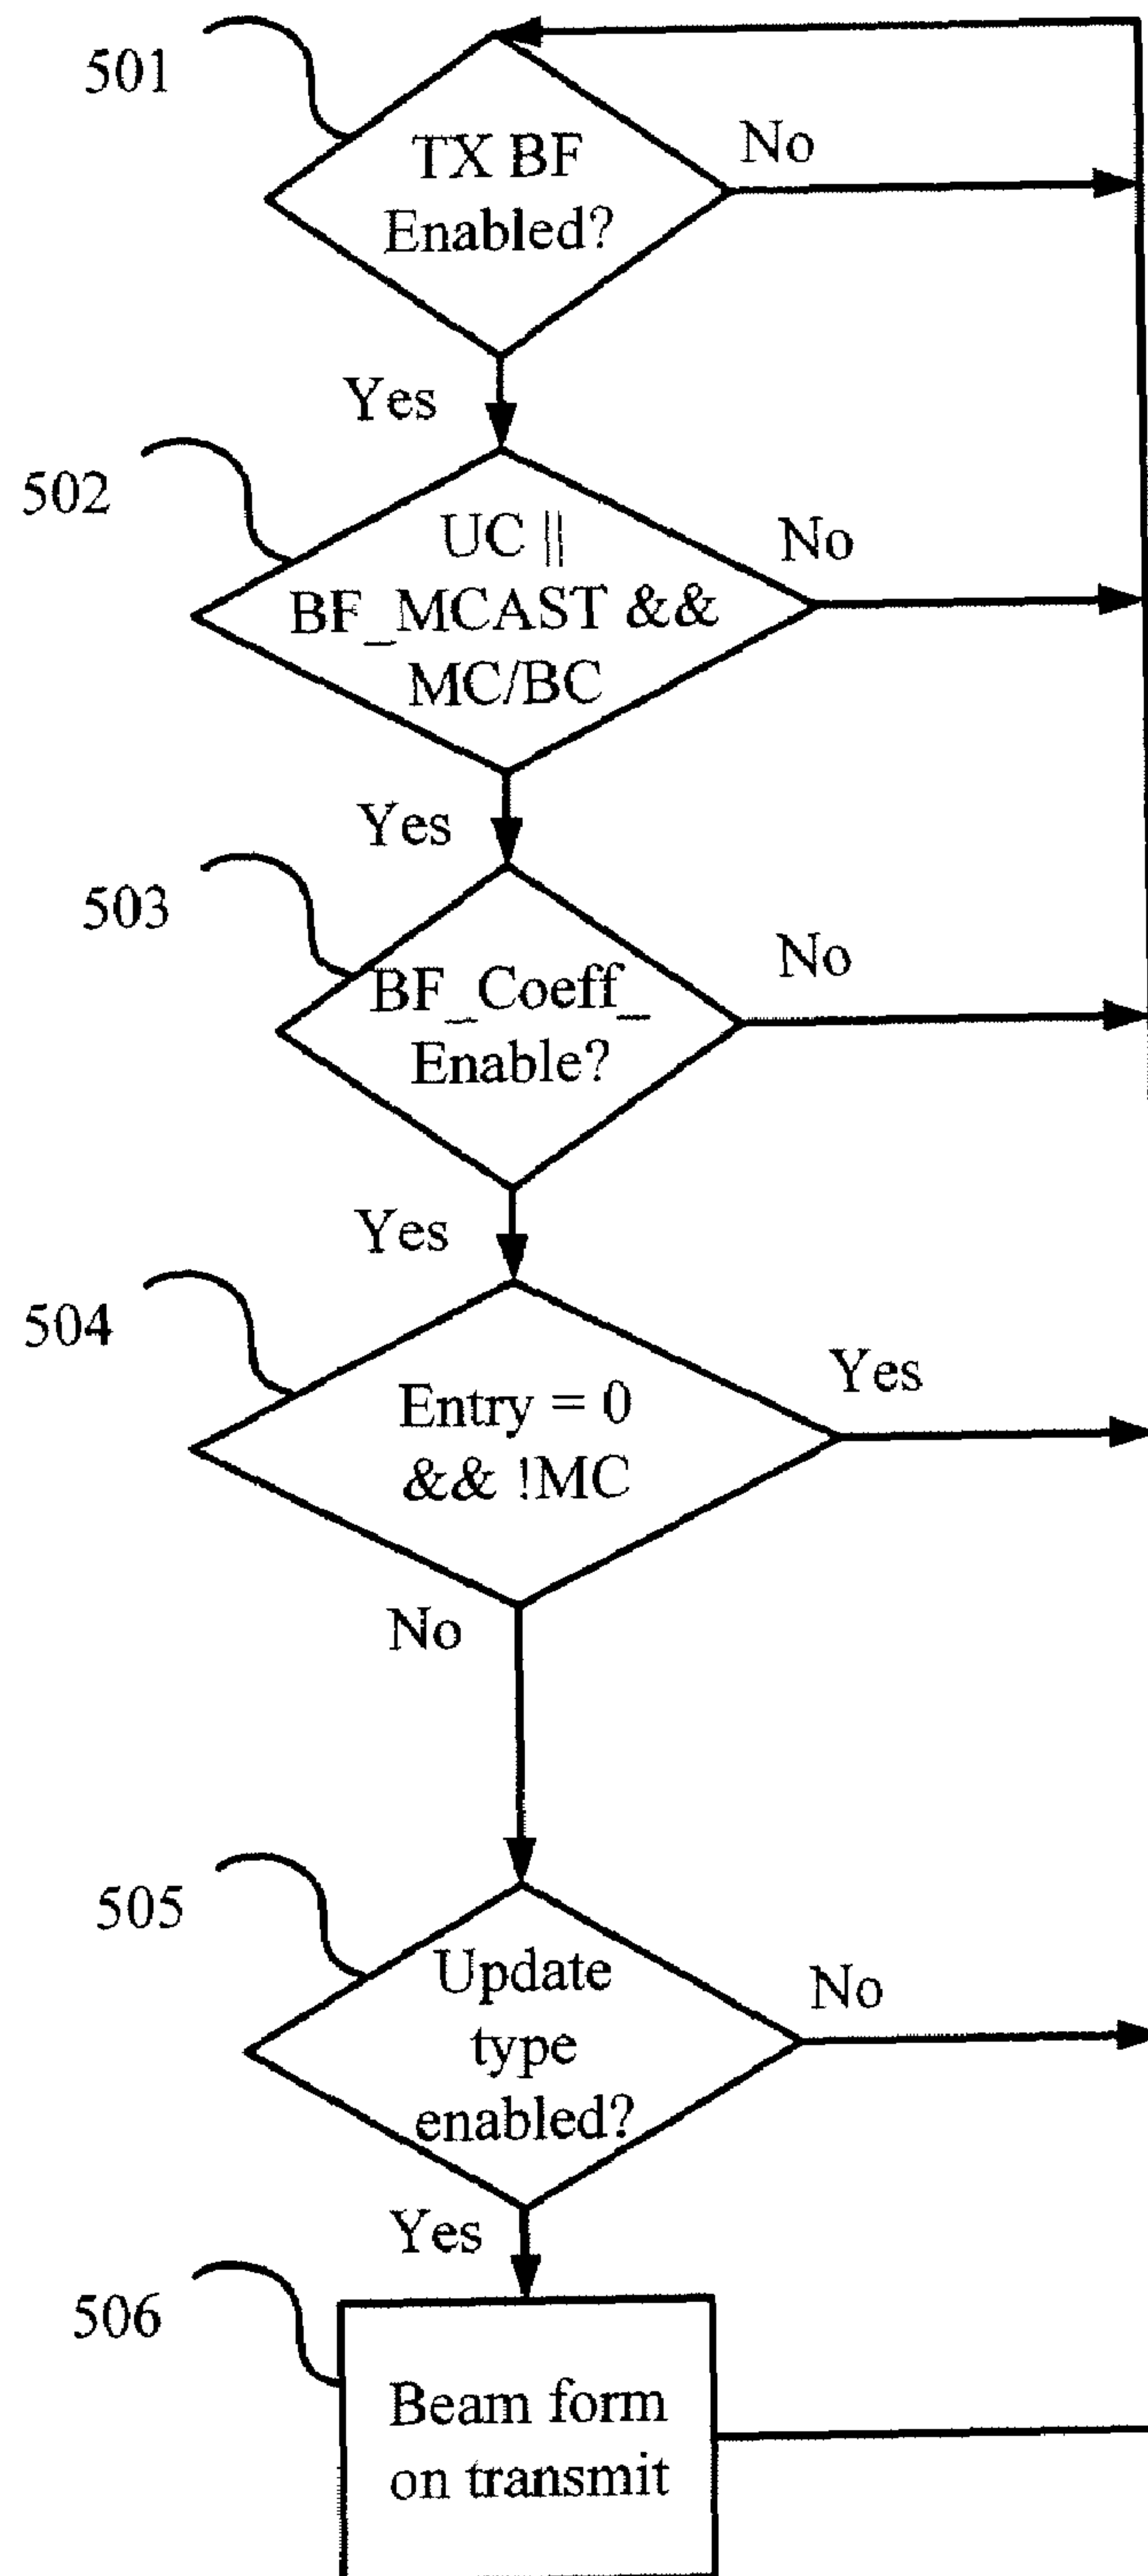 501
TX BF
Enabled?
No
Yes
502
UC ||
BF_MCAST &&
MC/BC
No
Yes
503
BF_Coeff_
Enable?
No
Yes
504
Entry = 0
&& !MC
Yes
No
505
Update
type
enabled?
No
Yes
506
Beam form
on transmit